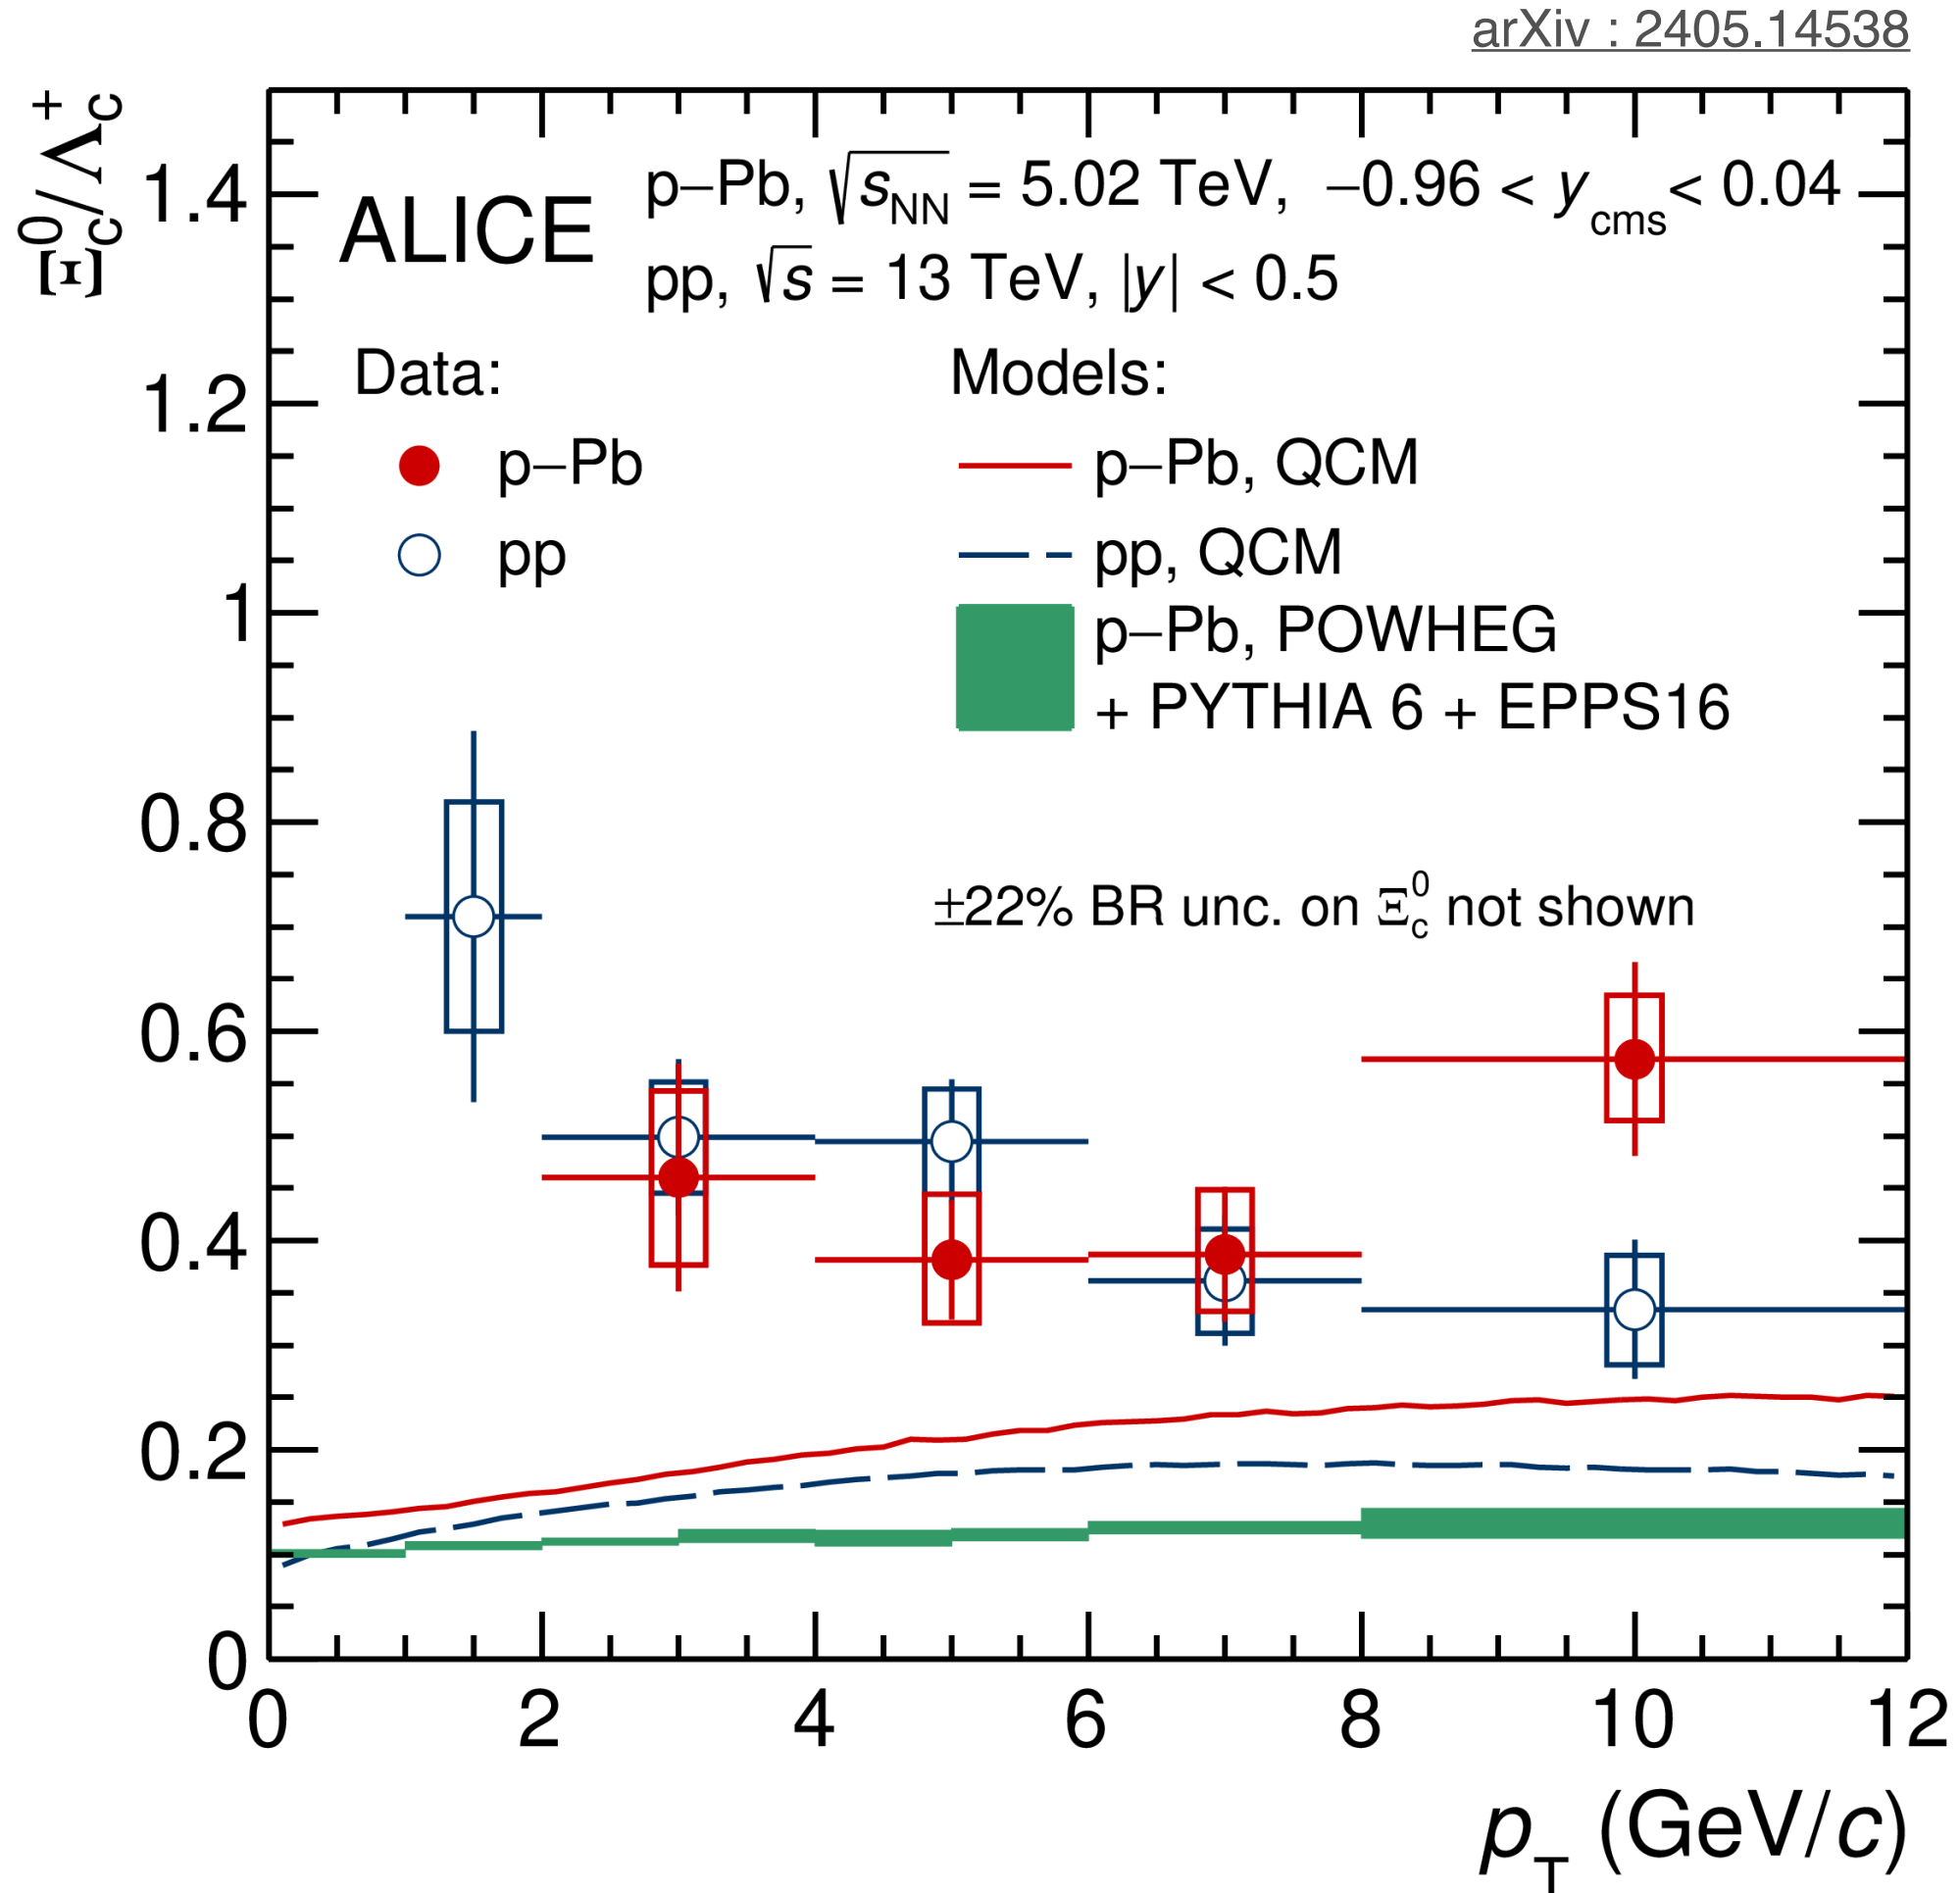 arXiv : 2405.14538
Ξc0/Λc+
ALICE
p−Pb, √sNN = 5.02 TeV, −0.96 < ycms < 0.04
pp, √s = 13 TeV, |y| < 0.5
Data:
p−Pb
pp
Models:
p−Pb, QCM
pp, QCM
p−Pb, POWHEG
+ PYTHIA 6 + EPPS16
±22% BR unc. on Ξc0 not shown
1.4
1.2
1
0.8
0.6
0.4
0.2
0
0 2 4 6 8 10 12
pT (GeV/c)